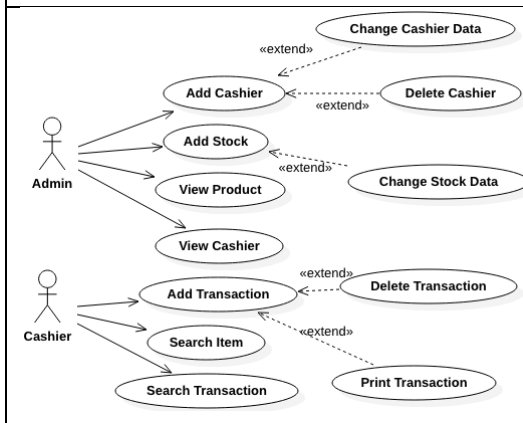 Change Cashier Data
«extend»
Add Cashier
Delete Cashier
«extend»
Add Stock
Admin
«extend»
View Product
Change Stock Data
View Cashier
«extend»
Delete Transaction
Add Transaction
Cashier
«extend»
Search Item
Search Transaction
Print Transaction